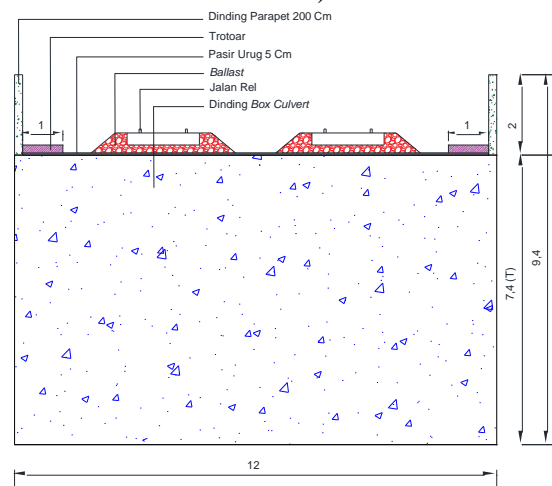 Dinding Parapet 200 Cm
Trotoar
Pasir Urug 5 Cm
Ballast
Jalan Rel
Dinding Box Culvert
1
1
2
7,4 (T)
9,4
12